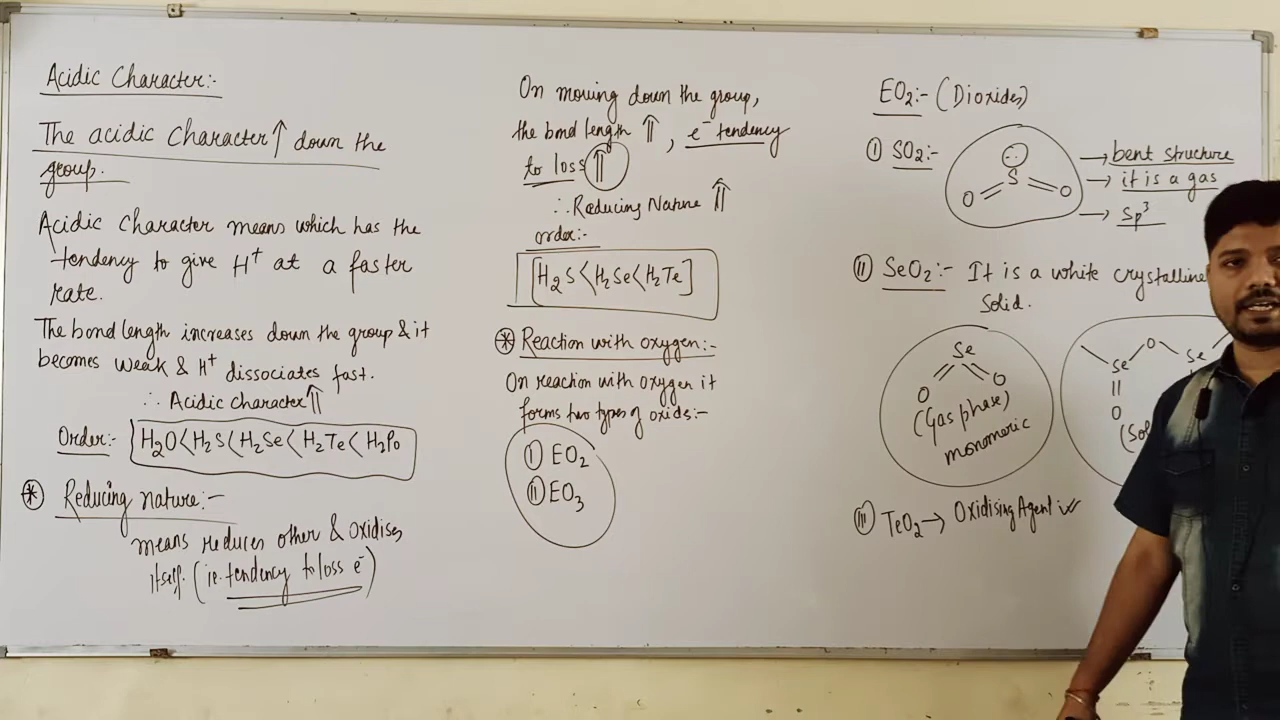 Acidic Character:-
The acidic Character↑ down the
group.
Acidic Character means which has the
tendency to give H⁺ at a faster
rate.
The bond length increases down the group & it
becomes weak & H⁺ dissociates fast.
∴ Acidic character⇑
Order:- H₂O<H₂S<H₂Se<H₂Te<H₂Po
* Reducing nature:-
means reduces other & oxidises
itself. (ie. tendency to loss e⁻)
On moving down the group,
the bond length ⇑, e⁻ tendency
to loss ⇑
∴ Reducing Nature ⇑
order:-
[H₂S<H₂Se<H₂Te]
* Reaction with oxygen:-
On reaction with oxygen it
forms two types of oxids:-
(I) EO₂
(II) EO₃
EO₂:- (Dioxides)
(I) SO₂:-
S
O O
→ bent structure
→ it is a gas
→ Sp³
(II) SeO₂:- It is a white crystalline
Solid.
Se
O O
(Gas phase)
monomeric
Se O Se
O
(III) TeO₂ → Oxidising Agent ✓